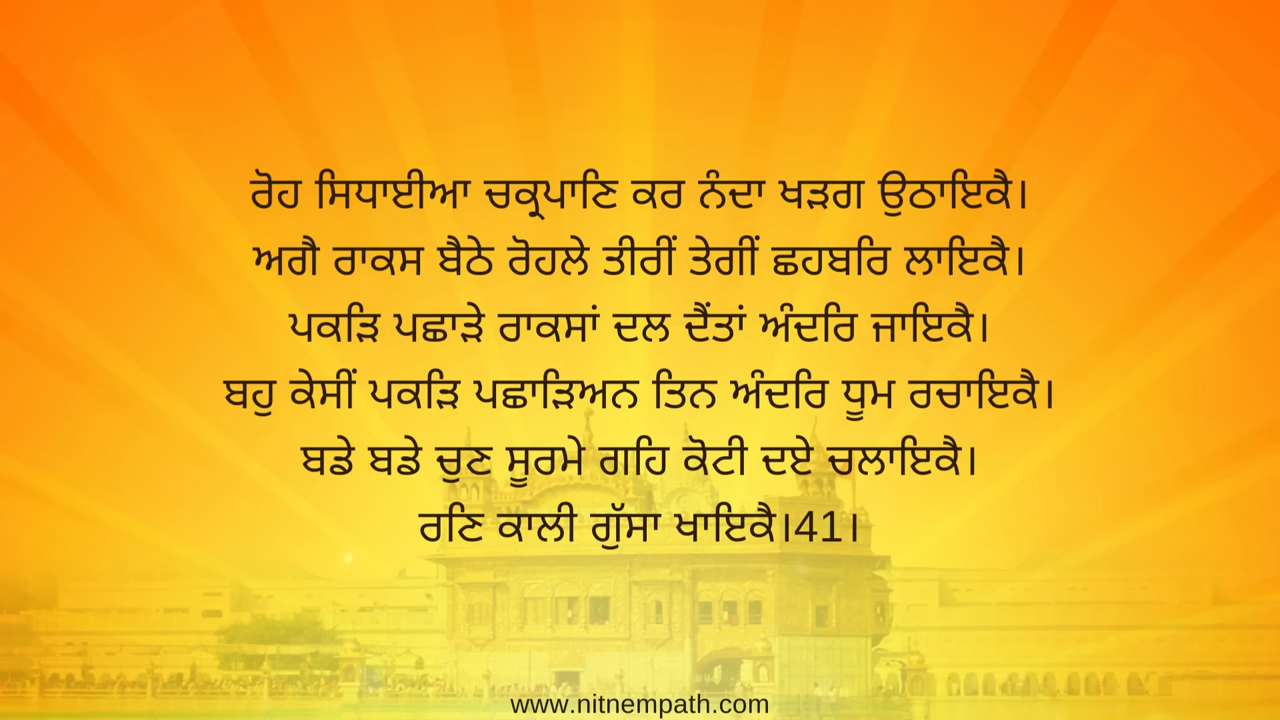 ਰੋਹ ਸਿਧਾਈਆ ਚਕ੍ਰਪਾਣਿ ਕਰ ਨੰਦਾ ਖੜਗ ਉਠਾਇਕੈ।
ਅਗੈ ਰਾਕਸ ਬੈਠੇ ਰੋਹਲੇ ਤੀਰੀਂ ਤੇਗੀਂ ਛਹਬਰਿ ਲਾਇਕੈ।
ਪਕੜਿ ਪਛਾੜੇ ਰਾਕਸਾਂ ਦਲ ਦੈਂਤਾਂ ਅੰਦਰਿ ਜਾਇਕੈ।
ਬਹੁ ਕੇਸੀਂ ਪਕੜਿ ਪਛਾੜਿਅਨ ਤਿਨ ਅੰਦਰਿ ਧੂਮ ਰਚਾਇਕੈ।
ਬਡੇ ਬਡੇ ਚੁਣ ਸੂਰਮੇ ਗਹਿ ਕੋਟੀ ਦਏ ਚਲਾਇਕੈ।
ਰਣਿ ਕਾਲੀ ਗੁੱਸਾ ਖਾਇਕੈ।41।
www.nitnempath.com